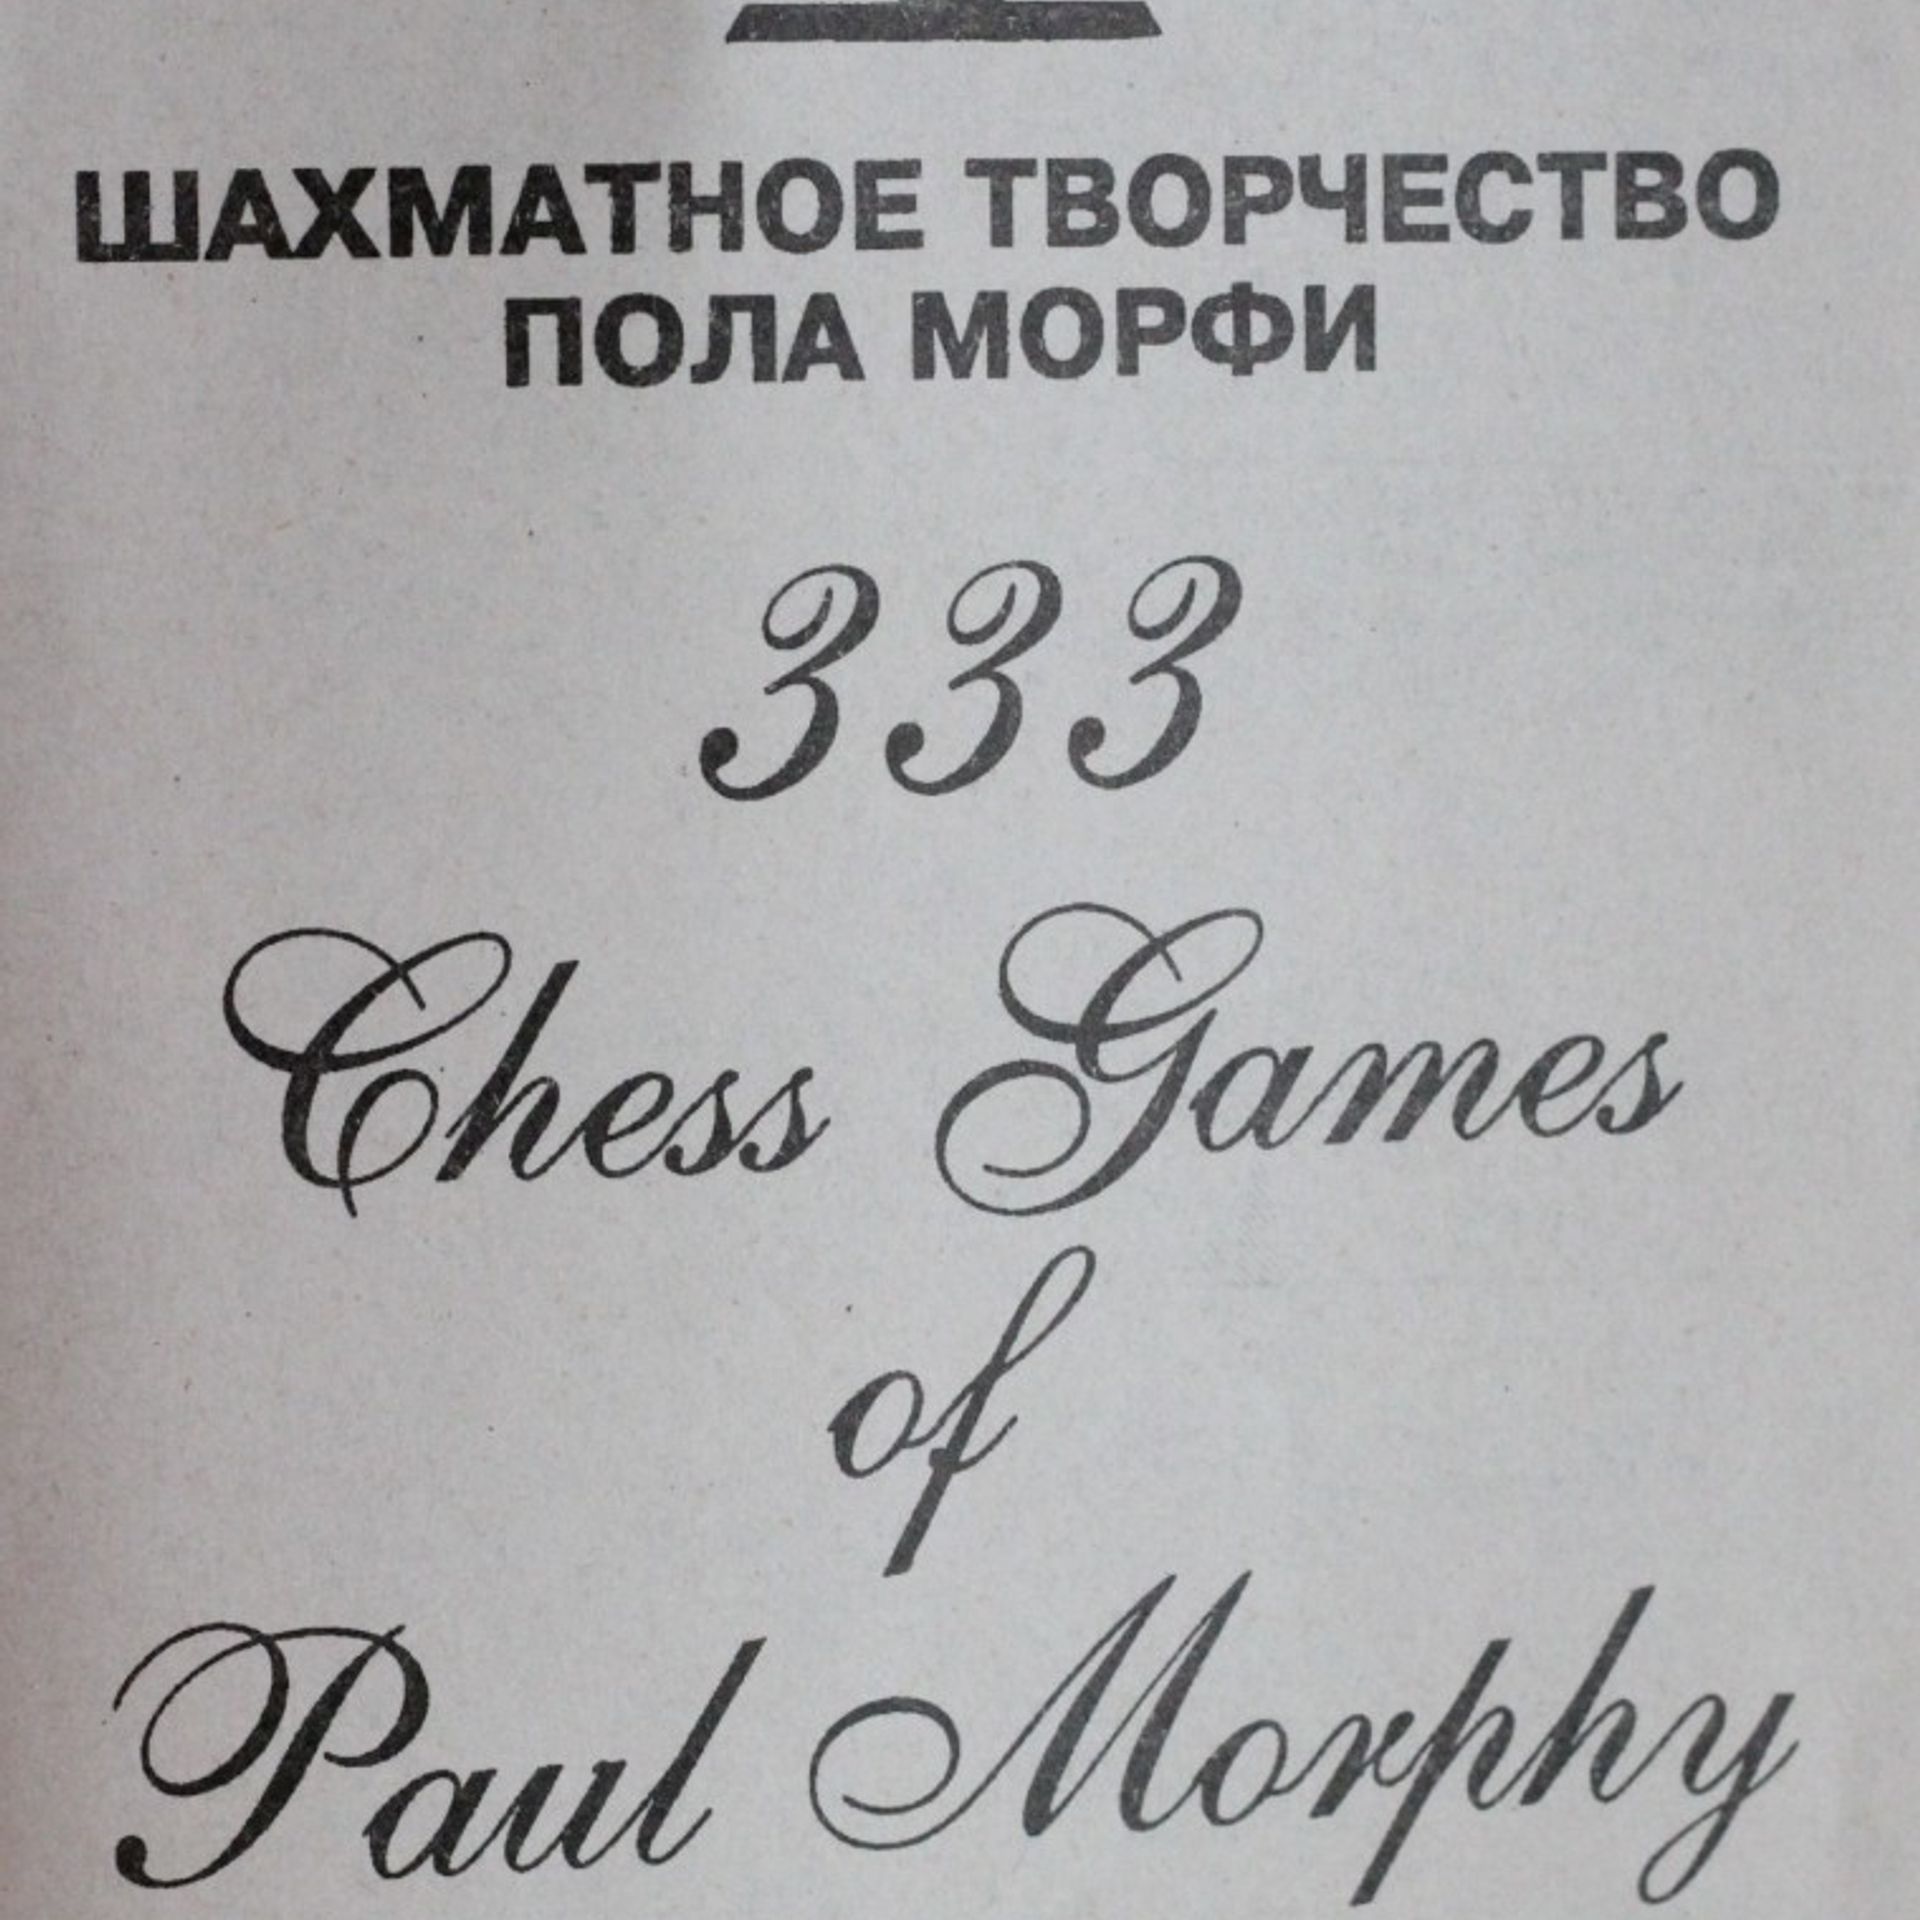 ШАХМАТНОЕ ТВОРЧЕСТВО
ПОЛА МОРФИ
333
Chess Games
of
Paul Morphy